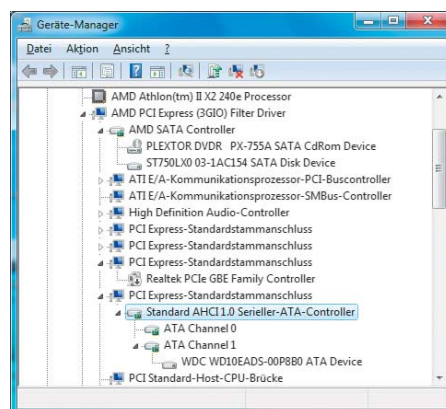 Geräte-Manager
Datei Aktion Ansicht ?
AMD Athlon(tm) II X2 240e Processor
AMD PCI Express (3GIO) Filter Driver
AMD SATA Controller
PLEXTOR DVDR PX-755A SATA CdRom Device
ST750LX0 03-1AC154 SATA Disk Device
ATI E/A-Kommunikationsprozessor-PCI-Buscontroller
ATI E/A-Kommunikationsprozessor-SMBus-Controller
High Definition Audio-Controller
PCI Express-Standardstammanschluss
PCI Express-Standardstammanschluss
PCI Express-Standardstammanschluss
Realtek PCIe GBE Family Controller
PCI Express-Standardstammanschluss
Standard AHCI1.0 Serieller-ATA-Controller
ATA Channel 0
ATA Channel 1
WDC WD10EADS-00P8B0 ATA Device
PCI Standard-Host-CPU-Brücke